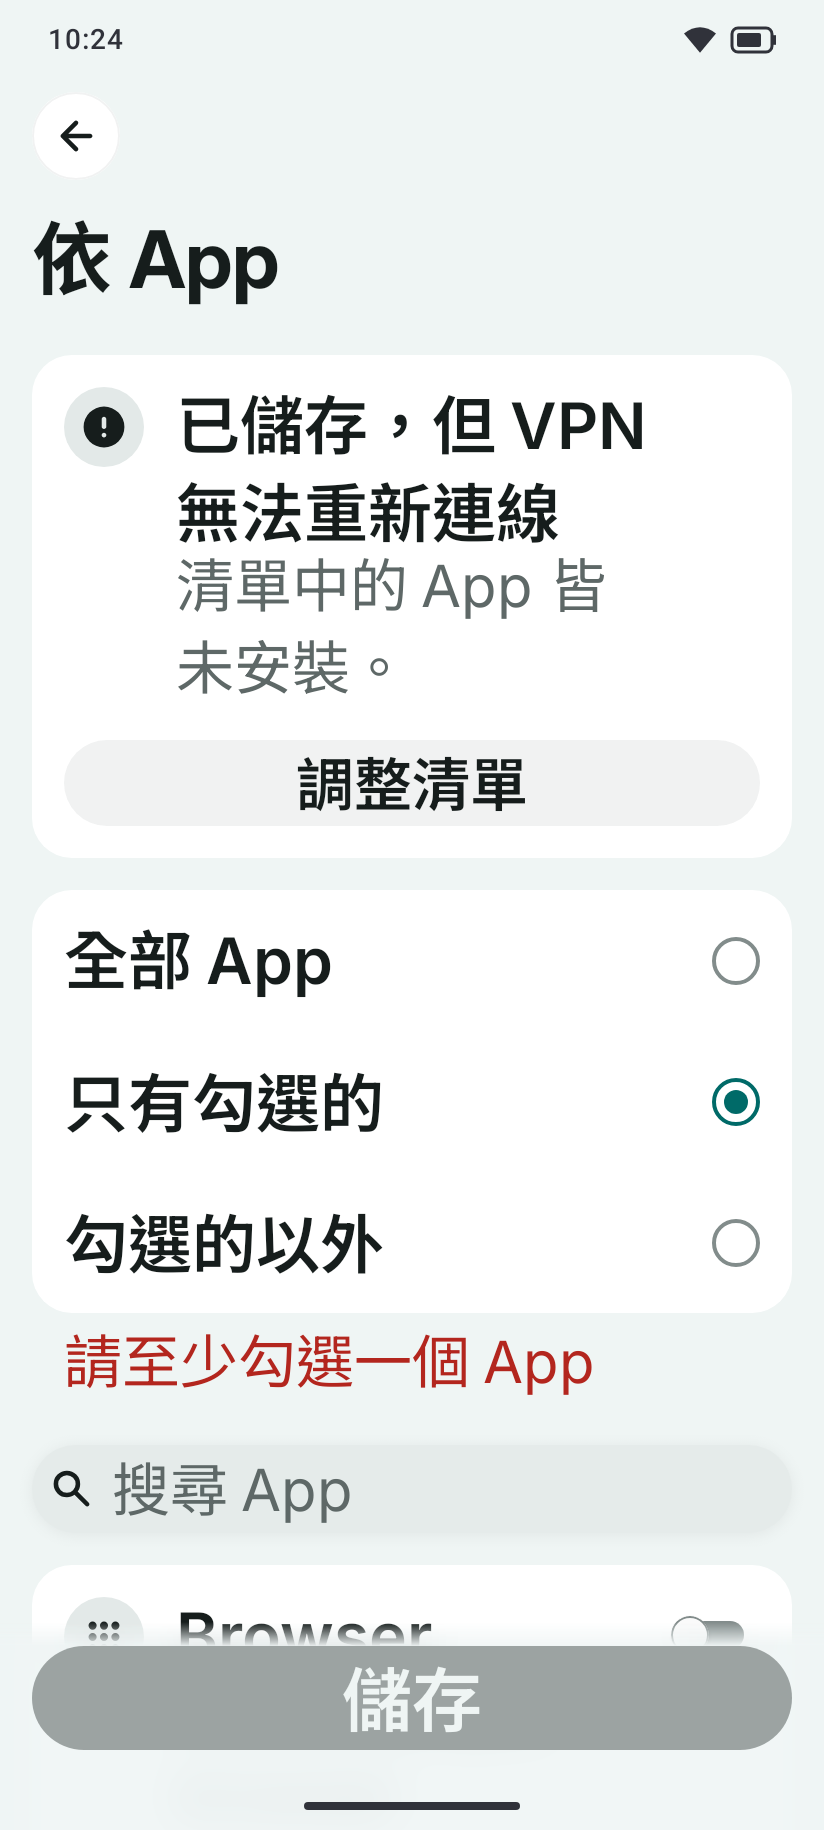 10:24
依 App
已儲存，但 VPN
無法重新連線
清單中的 App 皆
未安裝。
調整清單
全部 App
只有勾選的
勾選的以外
請至少勾選一個 App
搜尋 App
Browser
儲存